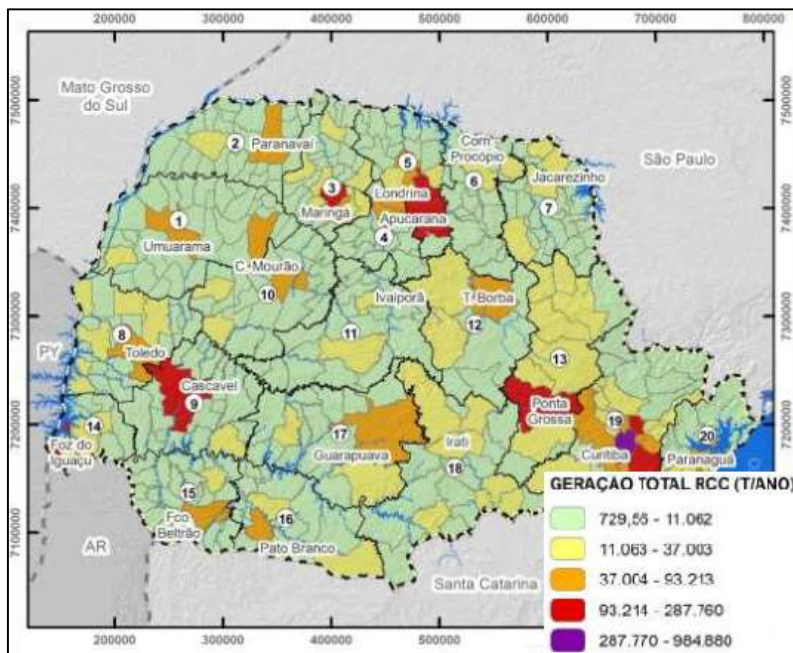 200000 300000 400000 500000 600000 700000 800000
7500000
7400000
7300000
7200000
7100000
Mato Grosso
do Sul
São Paulo
2
Paranavaí
Corn.
Procópio
5
6
Jacarezinho
3
Londrina
Maringá
Apucarana
7
1
4
Umuarama
C. Mourão
10
Ivaiporã
T. Borba
12
8
11
PY
Toledo
13
Cascavel
9
Ponta
Grossa
14
17
19
20
Foz do
Iguaçu
Guarapuava
Irati
Curitiba
Paranaguá
18
15
16
Fco
Beltrão
Pato Branco
AR
Santa Catarina
GERAÇÃO TOTAL RCC (T/ANO)
729,56 - 11.062
11.063 - 37.003
37.004 - 93.213
93.214 - 287.760
287.770 - 984.880
7500000
7400000
7300000
7200000
200000 300000 400000 500000